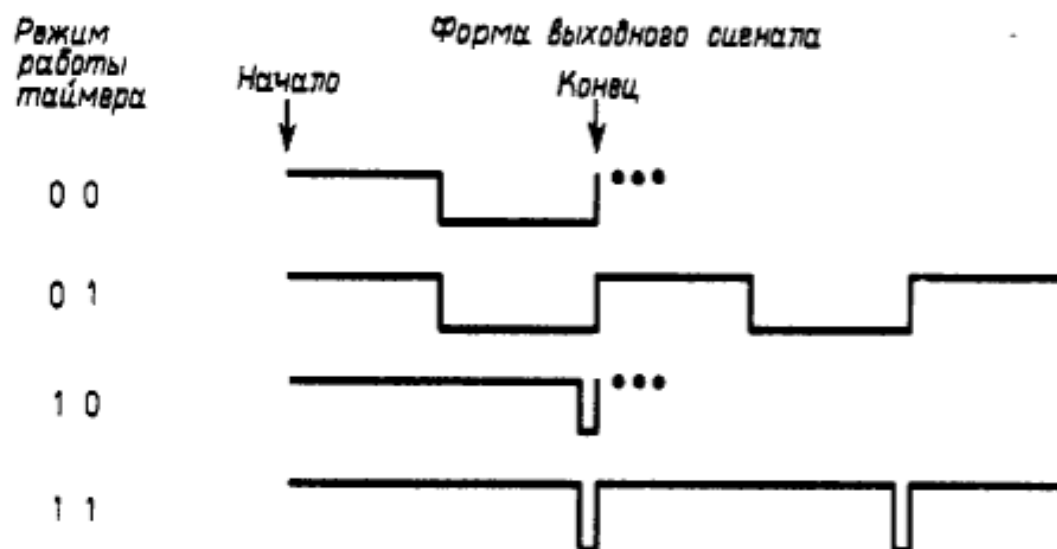 Режим
работы
таймера
Форма выходного сигнала
Начало
Конец
0 0
0 1
1 0
1 1